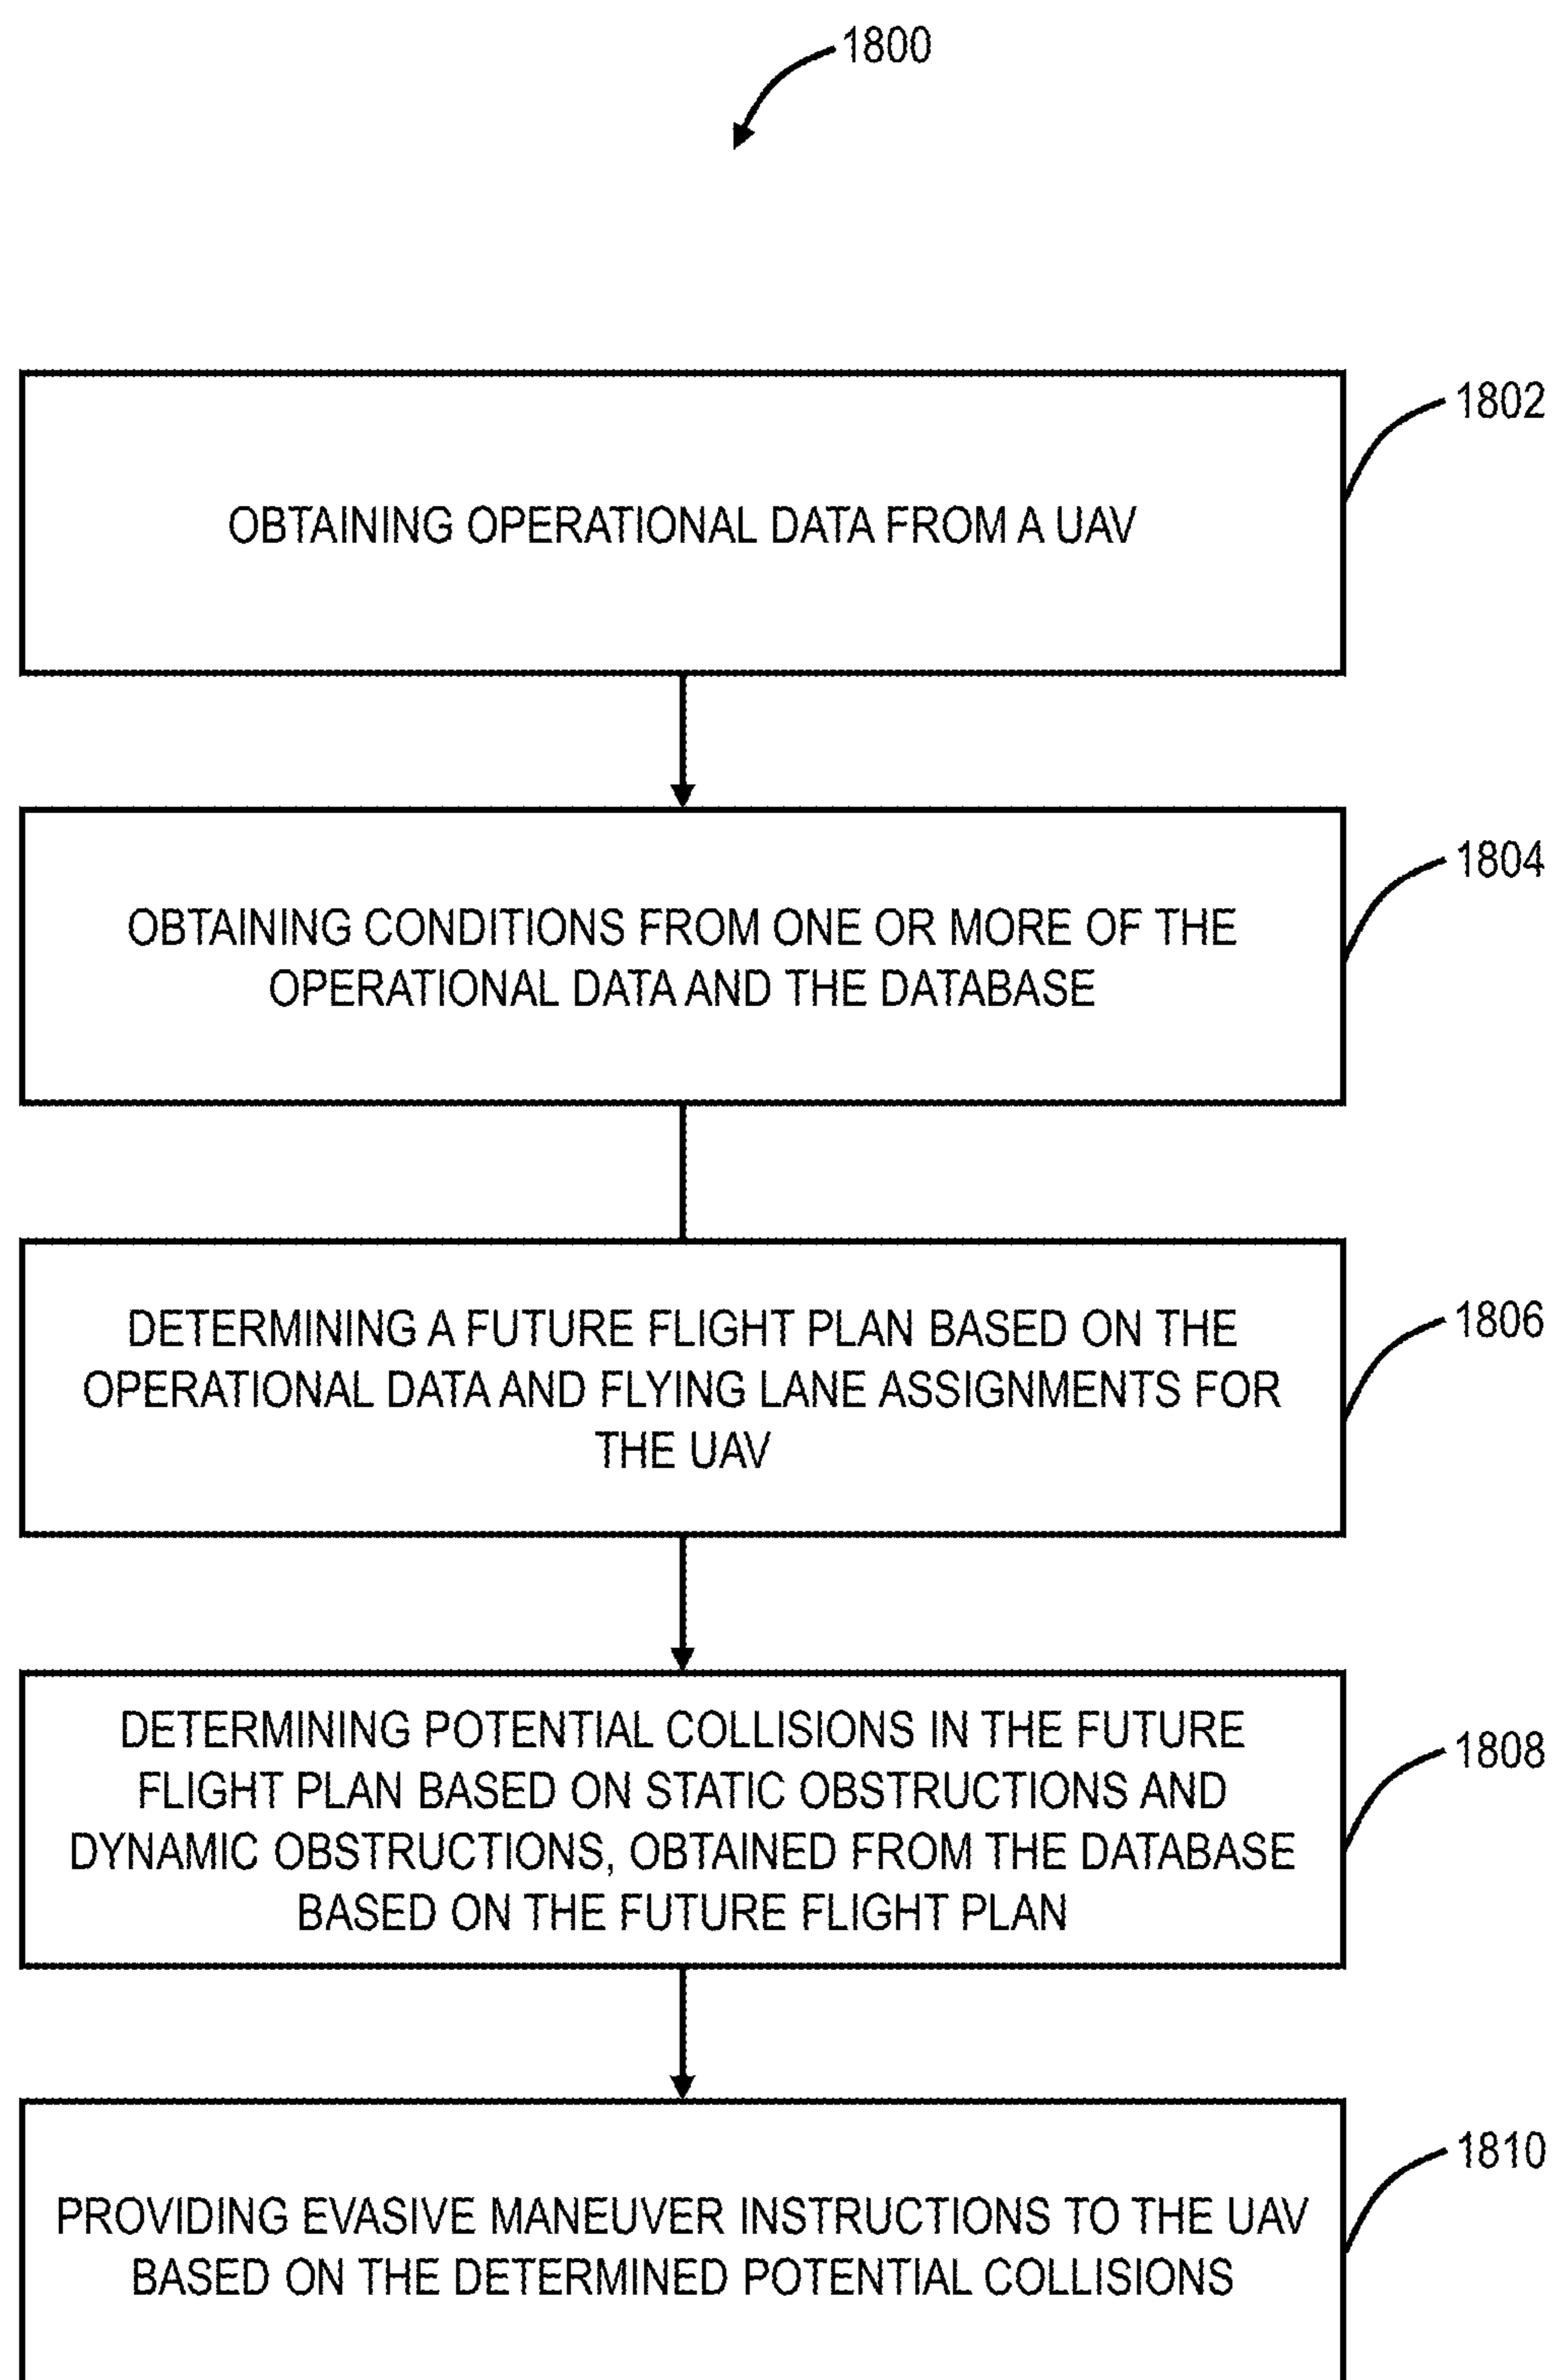 1800
1802
OBTAINING OPERATIONAL DATA FROM A UAV
1804
OBTAINING CONDITIONS FROM ONE OR MORE OF THE
OPERATIONAL DATA AND THE DATABASE
1806
DETERMINING A FUTURE FLIGHT PLAN BASED ON THE
OPERATIONAL DATA AND FLYING LANE ASSIGNMENTS FOR
THE UAV
1808
DETERMINING POTENTIAL COLLISIONS IN THE FUTURE
FLIGHT PLAN BASED ON STATIC OBSTRUCTIONS AND
DYNAMIC OBSTRUCTIONS, OBTAINED FROM THE DATABASE
BASED ON THE FUTURE FLIGHT PLAN
1810
PROVIDING EVASIVE MANEUVER INSTRUCTIONS TO THE UAV
BASED ON THE DETERMINED POTENTIAL COLLISIONS